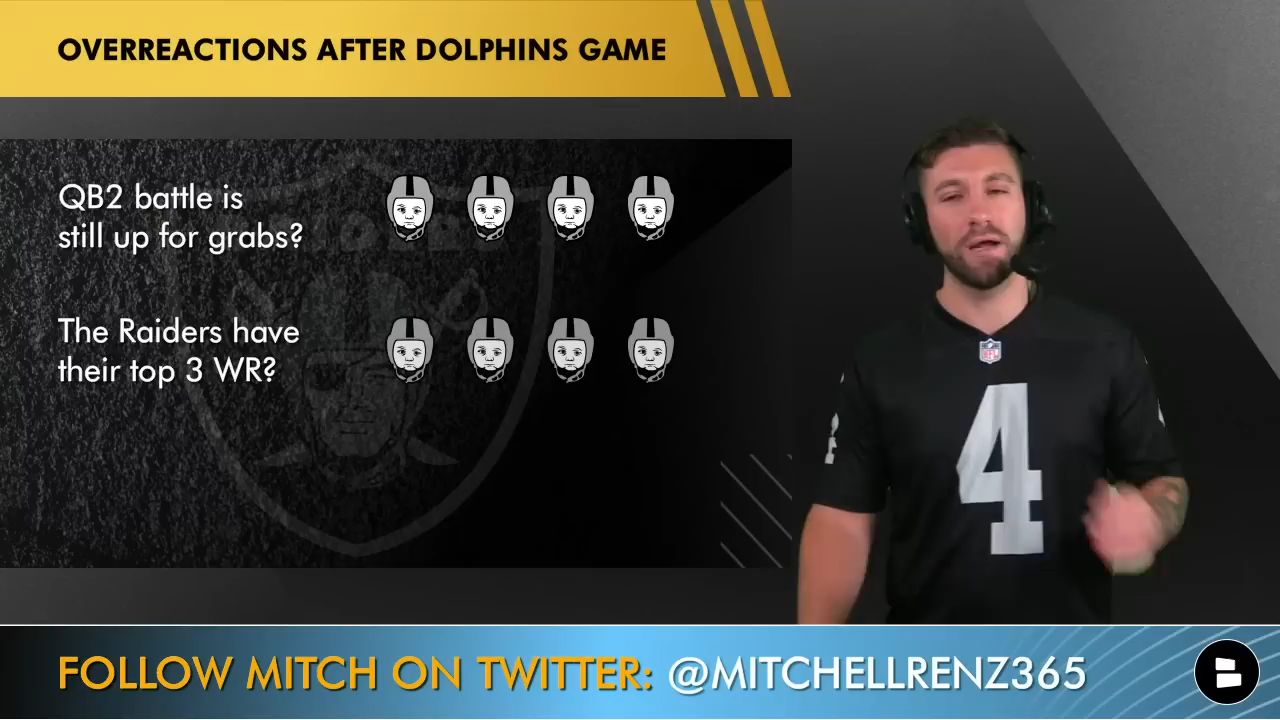 OVERREACTIONS AFTER DOLPHINS GAME
QB2 battle is
still up for grabs?
The Raiders have
their top 3 WR?
NFL
4
FOLLOW MITCH ON TWITTER: @MITCHELLRENZ365